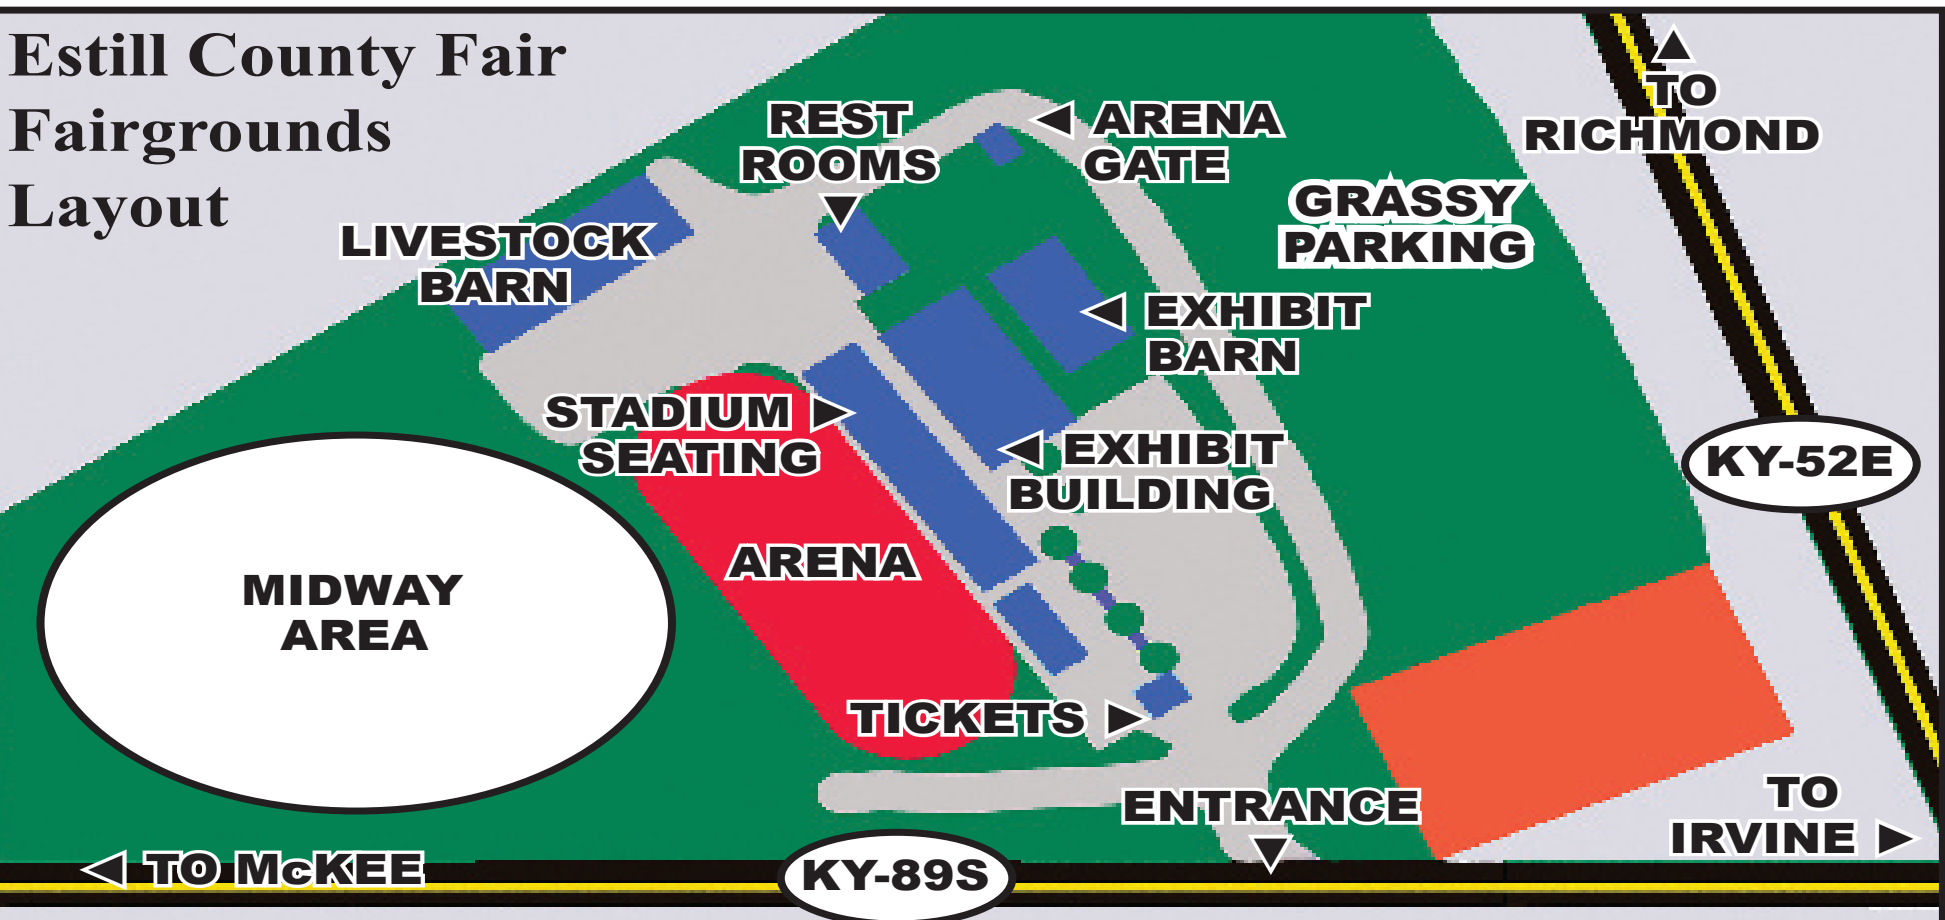 Estill County Fair
Fairgrounds
Layout
TO
RICHMOND
REST
ROOMS
ARENA
GATE
GRASSY
PARKING
LIVESTOCK
BARN
EXHIBIT
BARN
STADIUM
SEATING
EXHIBIT
BUILDING
KY-52E
ARENA
MIDWAY
AREA
TICKETS
ENTRANCE
TO
IRVINE
TO McKEE
KY-89S